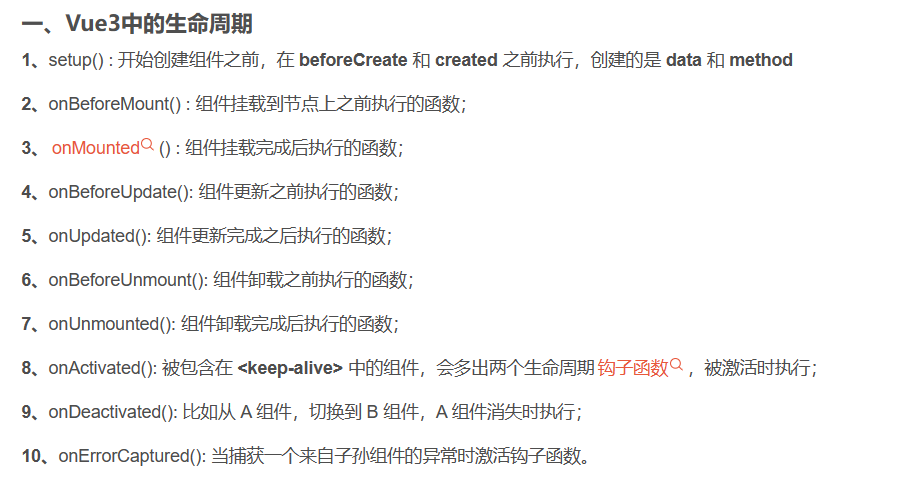 一、Vue3中的生命周期
1、setup() : 开始创建组件之前，在 beforeCreate 和 created 之前执行，创建的是 data 和 method
2、onBeforeMount() : 组件挂载到节点上之前执行的函数；
3、 onMounted () : 组件挂载完成后执行的函数；
4、onBeforeUpdate(): 组件更新之前执行的函数；
5、onUpdated(): 组件更新完成之后执行的函数；
6、onBeforeUnmount(): 组件卸载之前执行的函数；
7、onUnmounted(): 组件卸载完成后执行的函数；
8、onActivated(): 被包含在 <keep-alive> 中的组件，会多出两个生命周期 钩子函数 ，被激活时执行；
9、onDeactivated(): 比如从 A 组件，切换到 B 组件，A 组件消失时执行；
10、onErrorCaptured(): 当捕获一个来自子孙组件的异常时激活钩子函数。